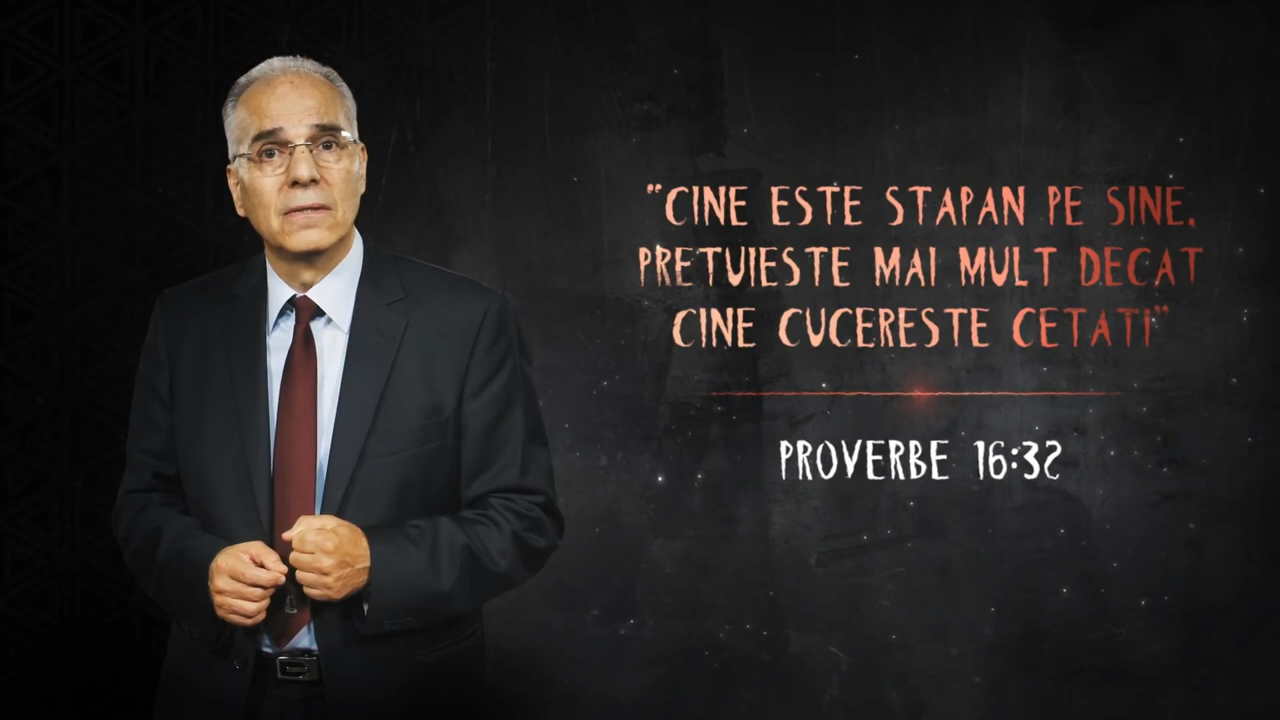 "CINE ESTE STAPAN PE SINE,
PRETUIESTE MAI MULT DECAT
CINE CUCERESTE CETATI"
PROVERBE 16:32